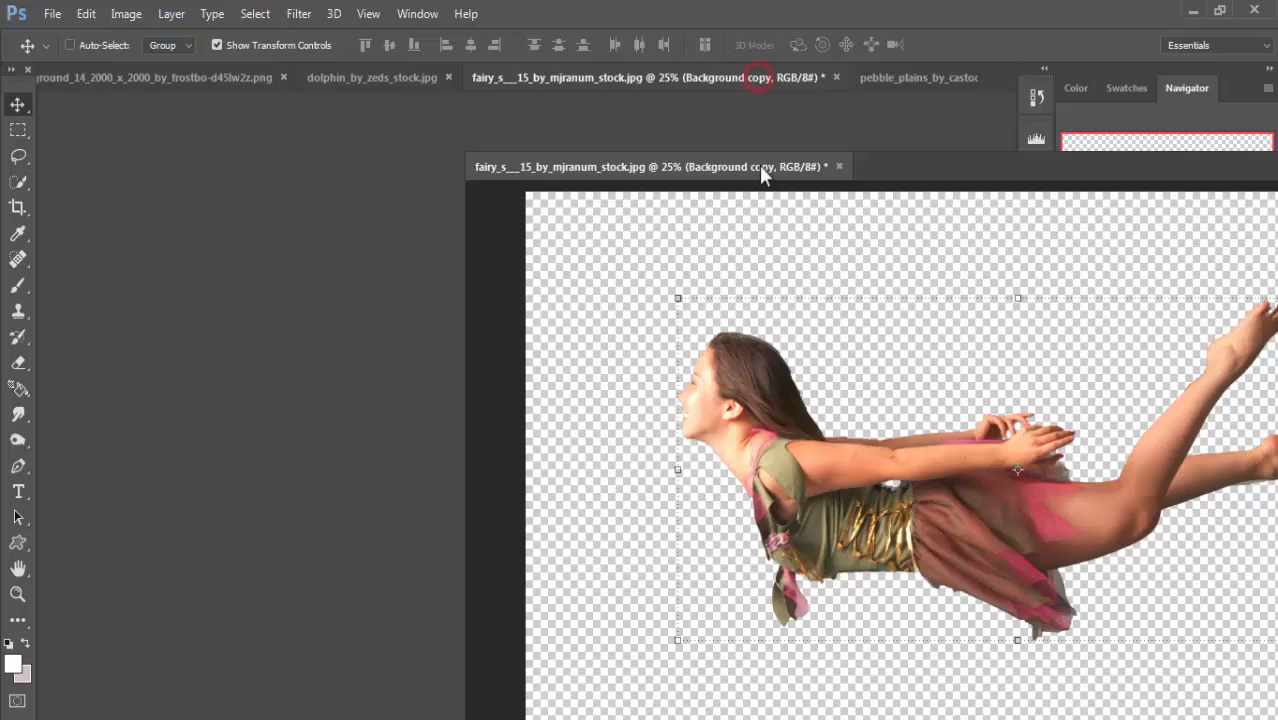 Ps File Edit Image Layer Type Select Filter 3D View Window Help
Auto-Select: Group Show Transform Controls 3D Mode: Essentials
ground_14_2000_x_2000_by_frostbo-d45lw2z.png × dolphin_by_zeds_stock.jpg × fairy_s___15_by_mjranum_stock.jpg @ 25% (Background copy, RGB/8#) * × pebble_plains_by_castoc
Color Swatches Navigator
fairy_s___15_by_mjranum_stock.jpg @ 25% (Background copy, RGB/8#) * ×
T